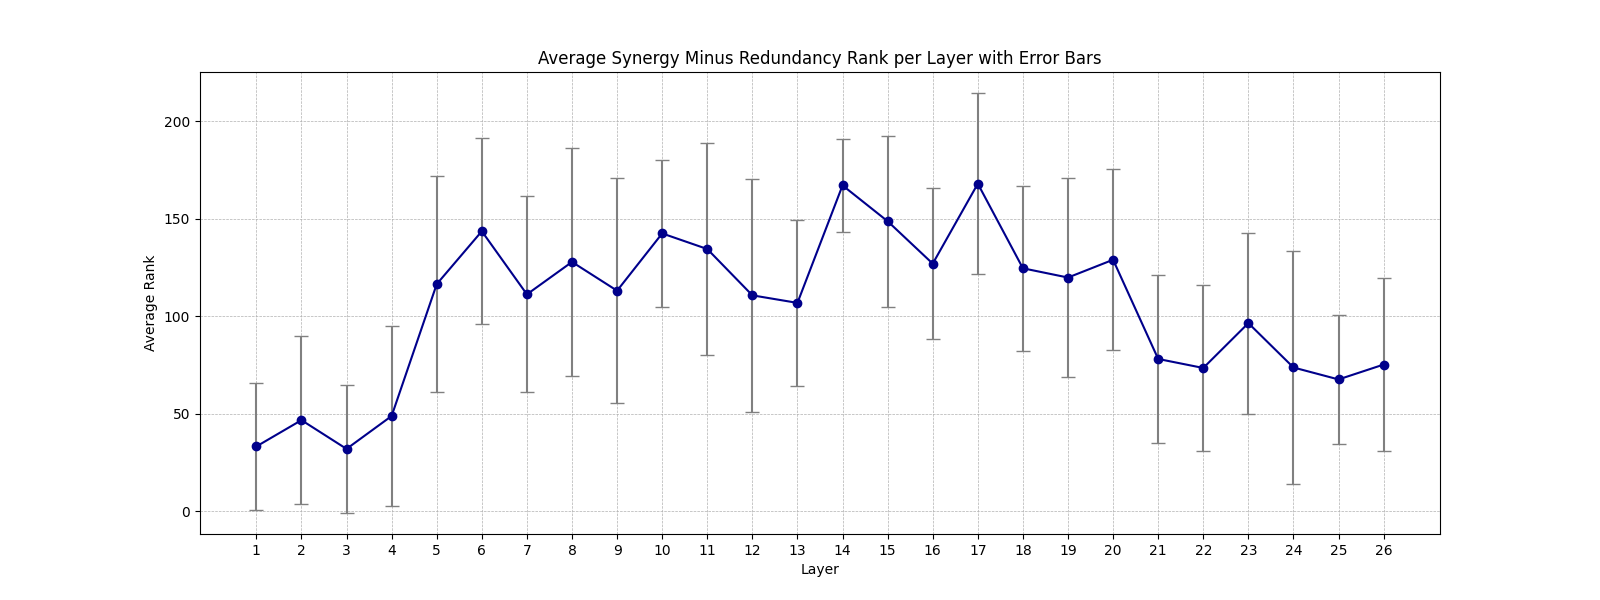 Average Synergy Minus Redundancy Rank per Layer with Error Bars
200
150
100
50
0
Average Rank
1 2 3 4 5 6 7 8 9 10 11 12 13 14 15 16 17 18 19 20 21 22 23 24 25 26
Layer